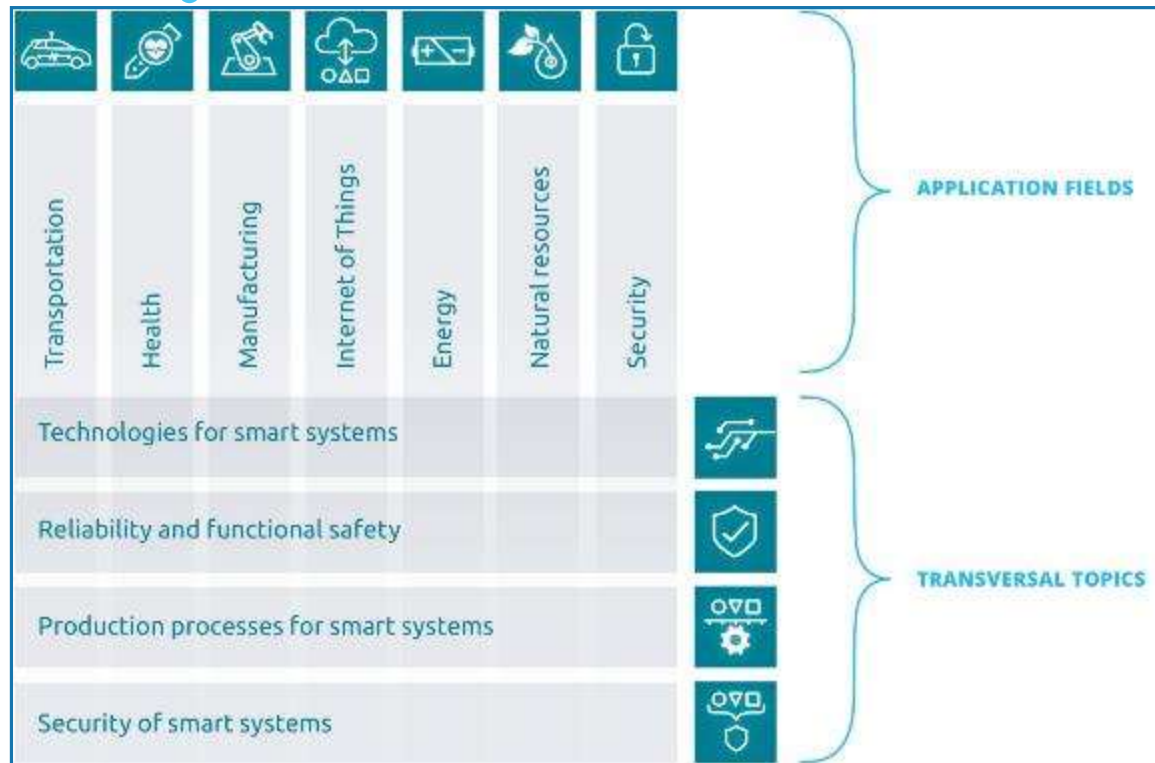 Transportation
Health
Manufacturing
Internet of Things
Energy
Natural resources
Security
APPLICATION FIELDS
Technologies for smart systems
Reliability and functional safety
Production processes for smart systems
Security of smart systems
TRANSVERSAL TOPICS